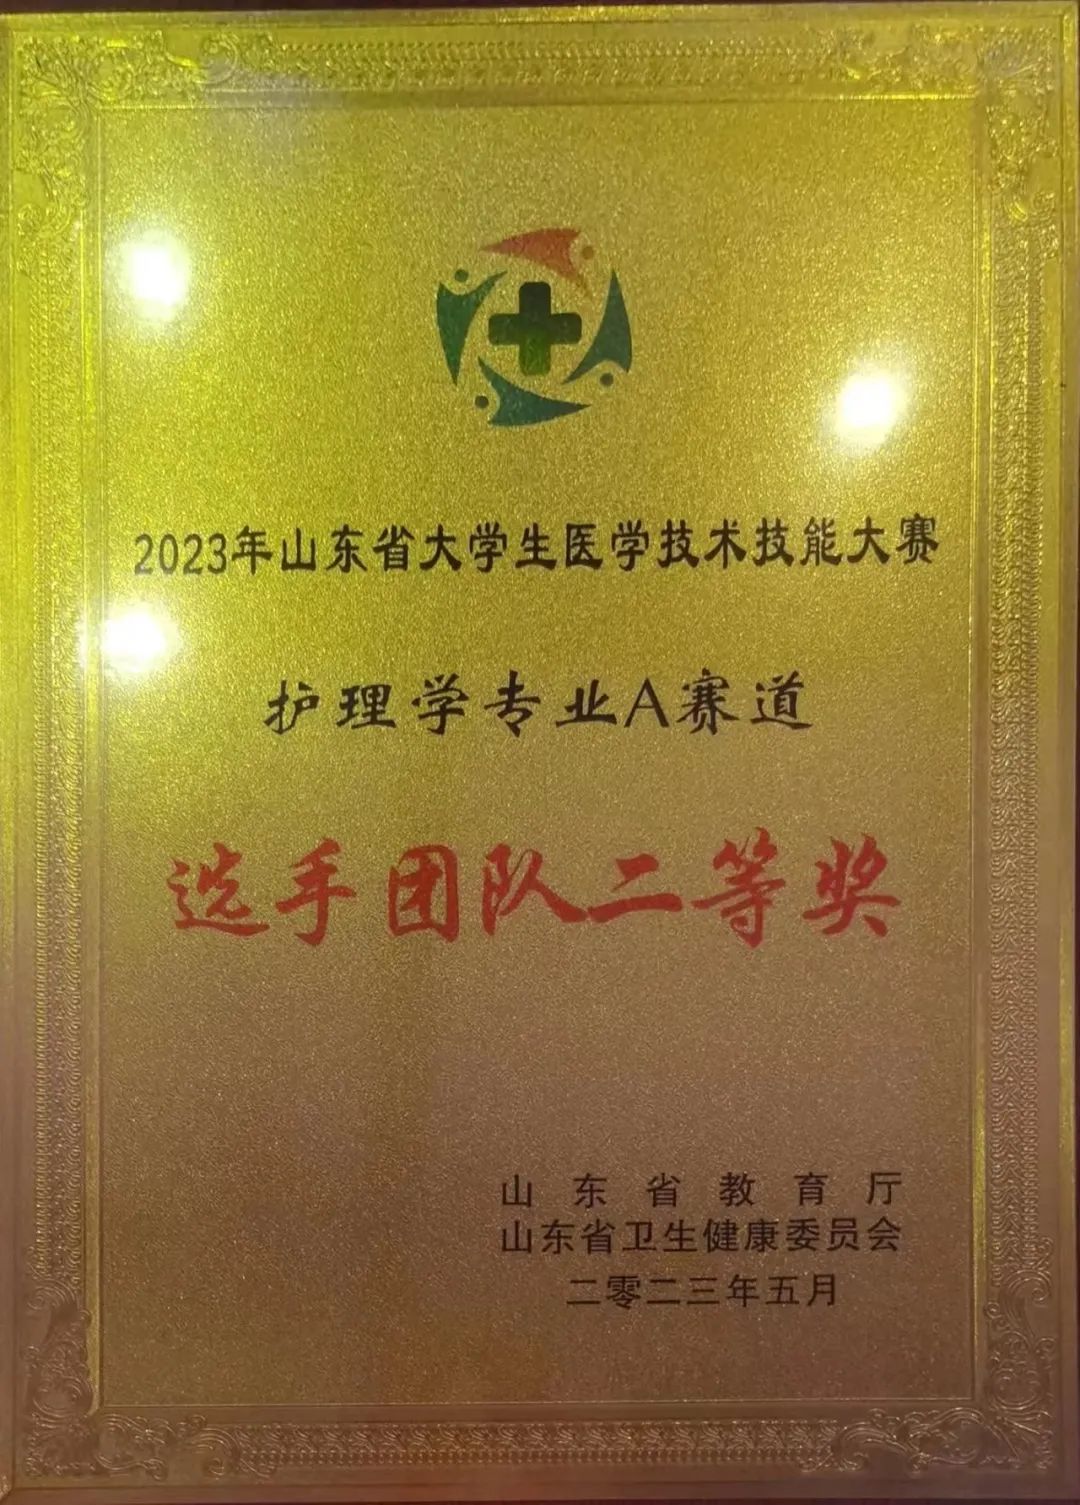 2023年山东省大学生医学技术技能大赛
护理学专业A赛道
选手团队二等奖
山东省教育厅
山东省卫生健康委员会
二零二三年五月